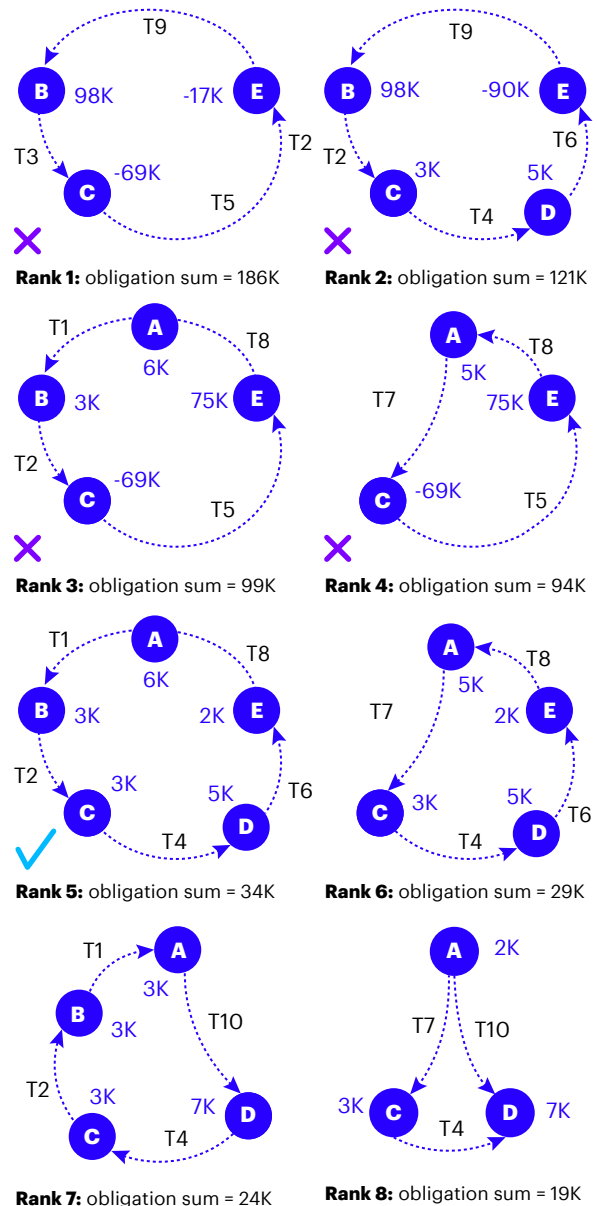 T9
B
98K
-17K
E
T3
T2
-69K
C
T5
Rank 1: obligation sum = 186K
T9
B
98K
-90K
E
T2
T6
3K
5K
C
D
T4
Rank 2: obligation sum = 121K
T1
A
T8
6K
B
3K
75K
E
T2
-69K
C
T5
Rank 3: obligation sum = 99K
A
T8
5K
T7
75K
E
C
-69K
T5
Rank 4: obligation sum = 94K
T1
A
T8
6K
B
3K
2K
E
T2
3K
5K
T6
C
D
T4
Rank 5: obligation sum = 34K
A
T8
5K
T7
2K
E
C
3K
5K
D
T6
T4
Rank 6: obligation sum = 29K
T1
A
3K
B
3K
T10
T2
3K
7K
D
C
T4
Rank 7: obligation sum = 24K
A
2K
T7
T10
3K
C
D
7K
T4
Rank 8: obligation sum = 19K